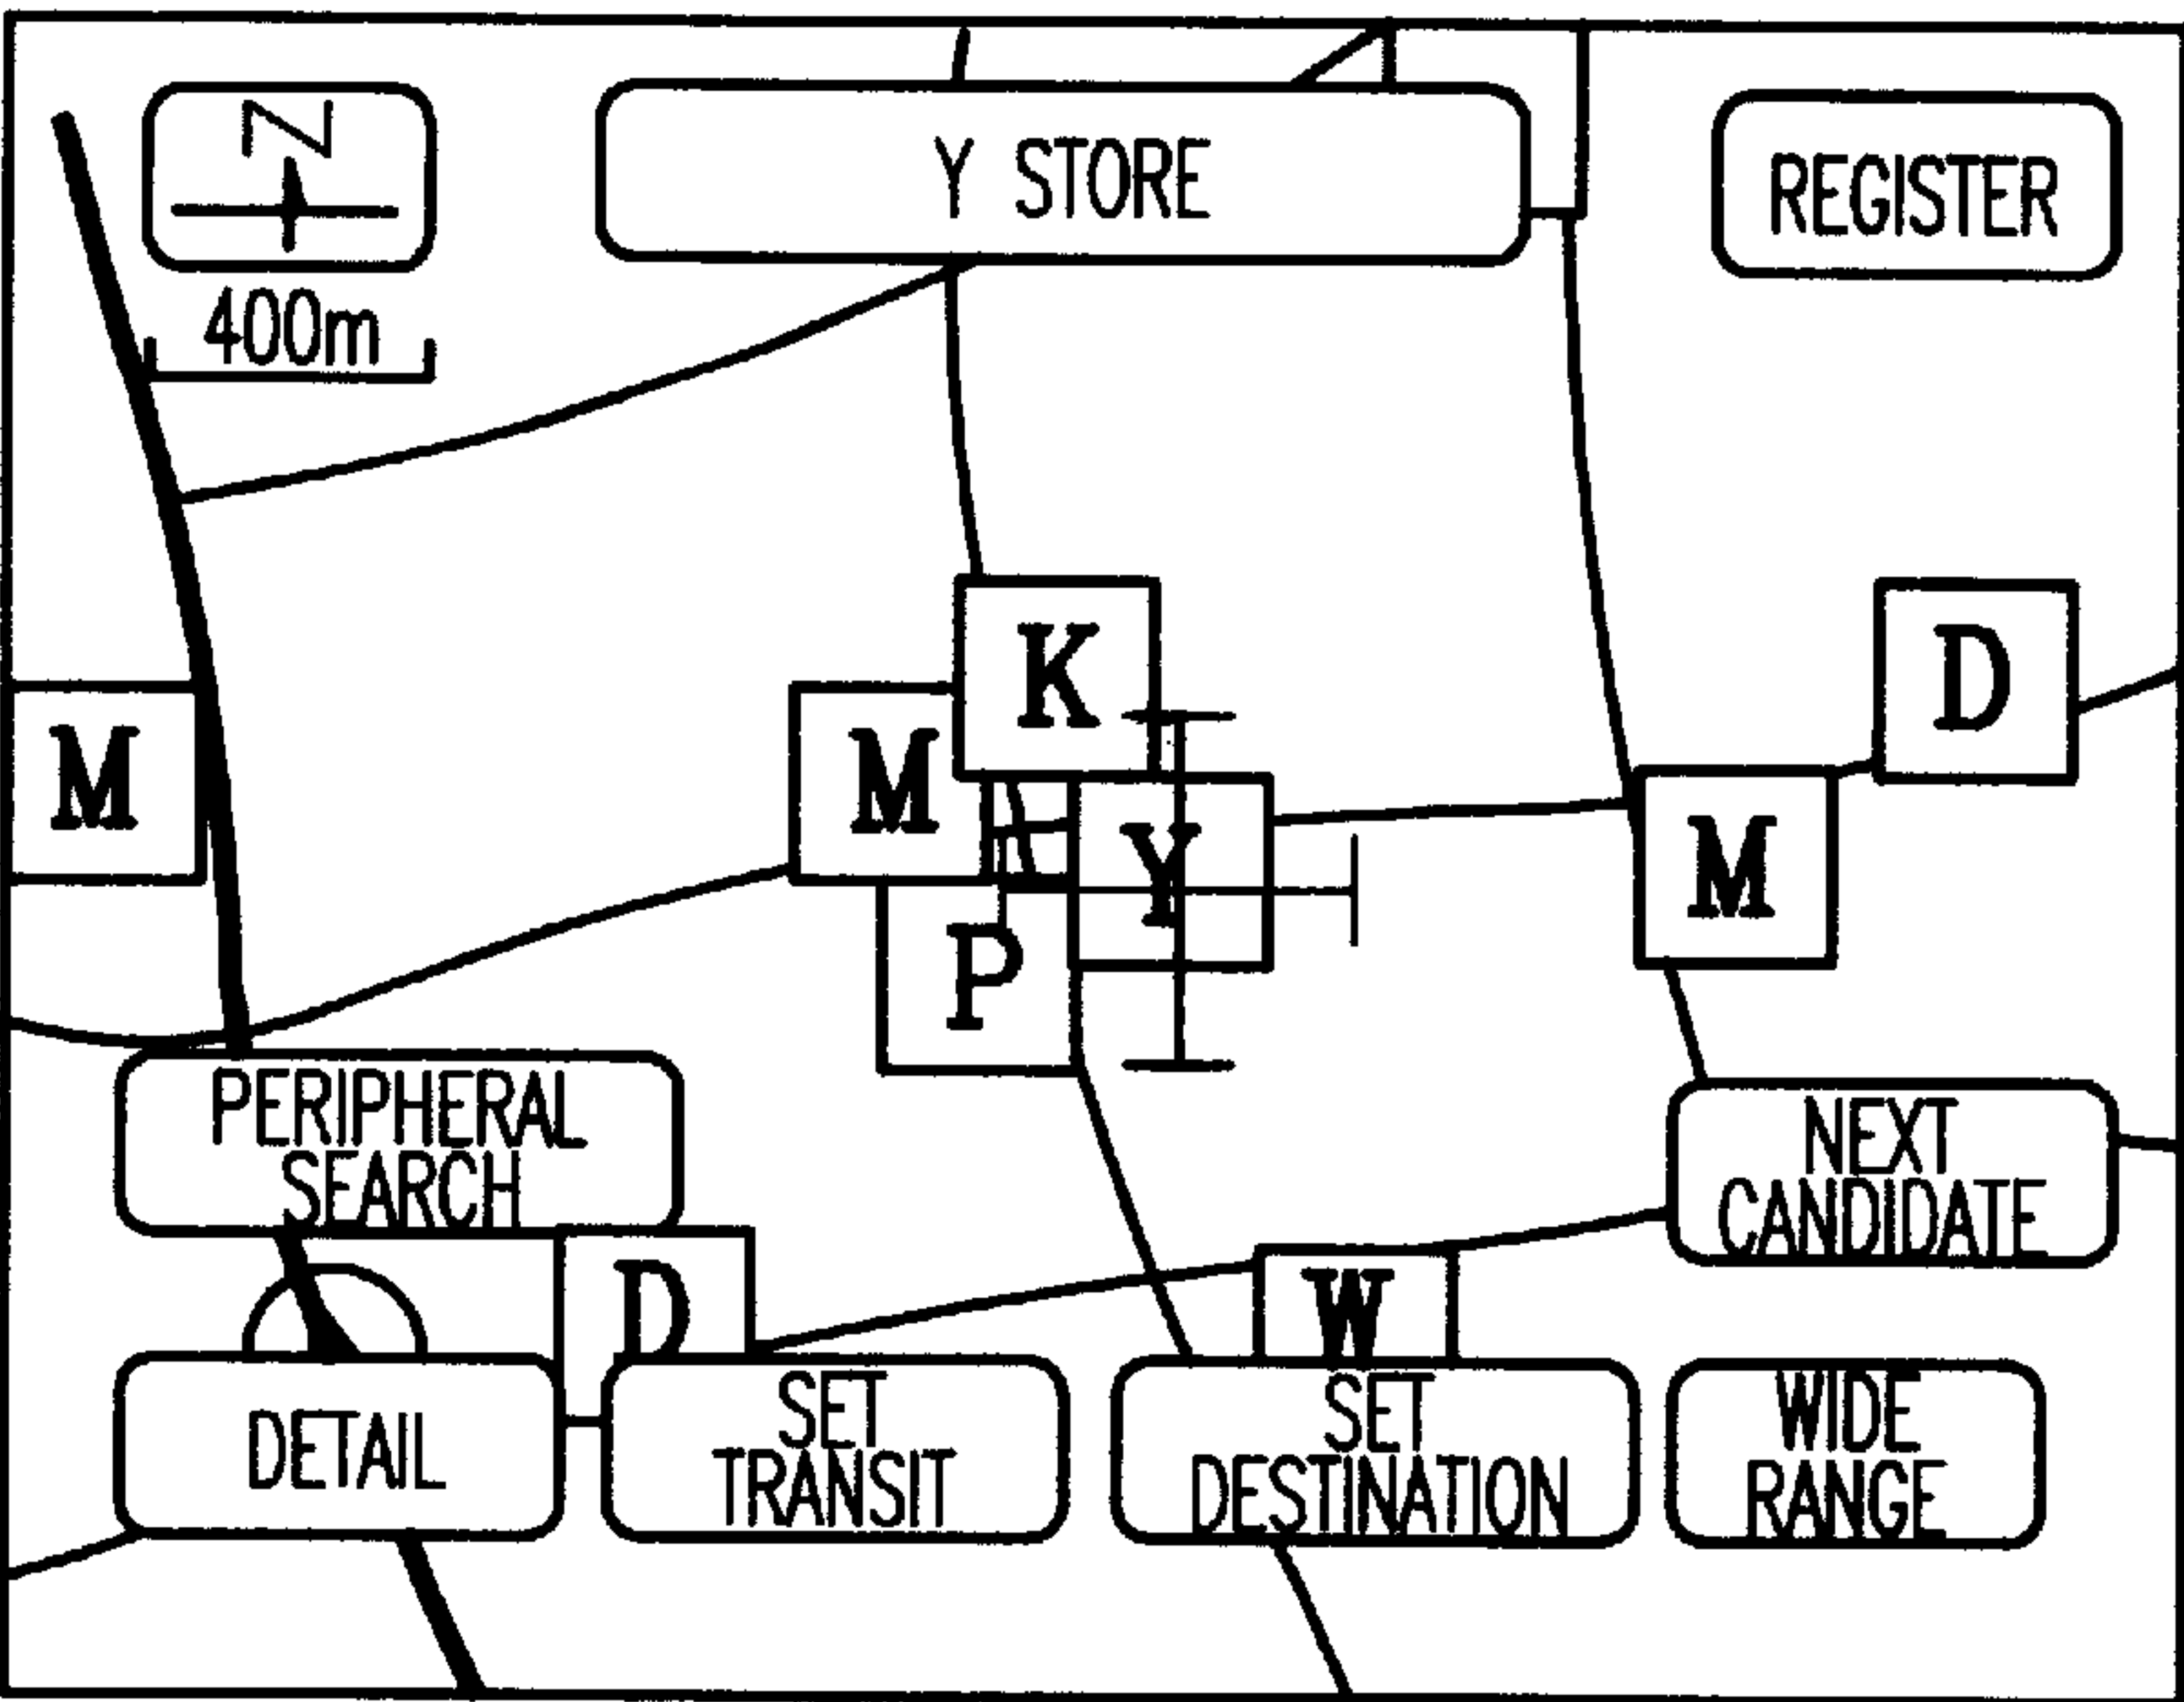 N
Y STORE
REGISTER
400m
K
D
M
M
Y
M
P
PERIPHERAL
SEARCH
NEXT
CANDIDATE
D
W
DETAIL
SET
TRANSIT
SET
DESTINATION
WIDE
RANGE